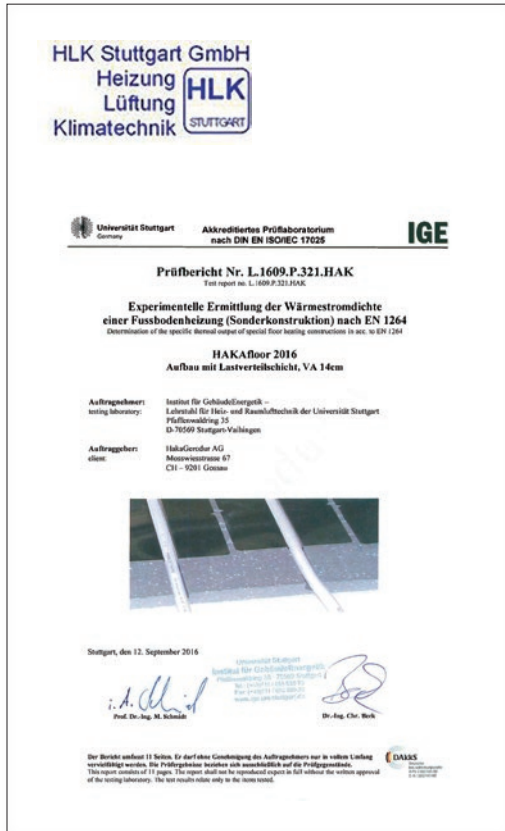 HLK Stuttgart GmbH
Heizung
Lüftung
Klimatechnik
HLK
STUTTGART
Universität Stuttgart
Germany
Akkreditiertes Prüflaboratorium
nach DIN EN ISO/IEC 17025
IGE
Prüfbericht Nr. L.1609.P.321.HAK
Test report no. L.1609.P.321.HAK
Experimentelle Ermittlung der Wärmestromdichte
einer Fussbodenheizung (Sonderkonstruktion) nach EN 1264
Determination of the specific thermal output of special floor heating constructions in acc. to EN 1264
HAKAfloor 2016
Aufbau mit Lastverteilschicht, VA 14cm
Auftragnehmer:
testing laboratory:
Institut für GebäudeEnergetik –
Lehrstuhl für Heiz- und Raumlufttechnik der Universität Stuttgart
Pfaffenwaldring 35
D-70569 Stuttgart-Vaihingen
Auftraggeber:
client:
HakaGerodur AG
Mooswiesstrasse 67
CH – 9201 Gossau
Stuttgart, den 12. September 2016
Universität Stuttgart
Institut für GebäudeEnergetik
i. A.
Prof. Dr.-Ing. M. Schmidt
Dr.-Ing. Chr. Beck
Der Bericht umfasst 11 Seiten. Er darf ohne Genehmigung des Auftragnehmers nur in vollem Umfang
vervielfältigt werden. Die Prüfergebnisse beziehen sich ausschließlich auf die Prüfgegenstände.
This report consists of 11 pages. The report shall not be reproduced expect in full without the written approval
of the testing laboratory. The test results relate only to the items tested.
DAkkS